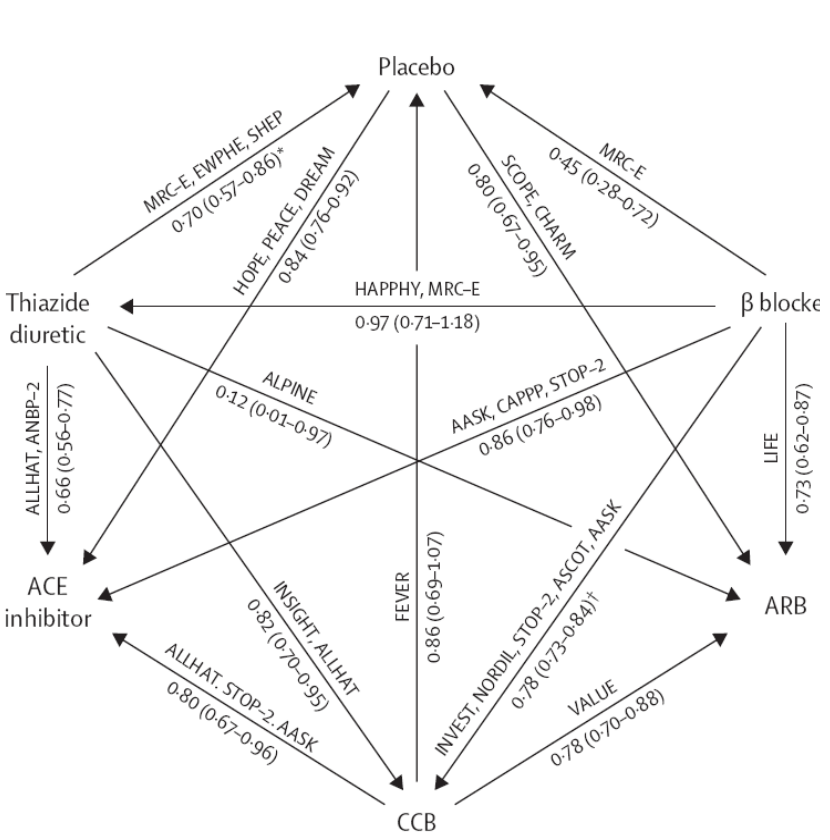 Placebo
MRC–E, EWPHE, SHEP
0·70 (0·57–0·86)*
HOPE, PEACE, DREAM
0·84 (0·76–0·92)
SCOPE, CHARM
0·80 (0·67–0·95)
MRC-E
0·45 (0·28–0·72)
Thiazide
diuretic
HAPPHY, MRC–E
0·97 (0·71–1·18)
β blocke
ALPINE
0·12 (0·01–0·97)
AASK, CAPPP, STOP–2
0·86 (0·76–0·98)
ALLHAT, ANBP–2
0·66 (0·56–0·77)
LIFE
0·73 (0·62–0·87)
ACE
inhibitor
INSIGHT, ALLHAT
0·82 (0·70–0·95)
FEVER
0·86 (0·69–1·07)
INVEST, NORDIL, STOP–2, ASCOT, AASK
0·78 (0·73–0·84)†
ARB
ALLHAT. STOP–2. AASK
0·80 (0·67–0·96)
VALUE
0·78 (0·70–0·88)
CCB